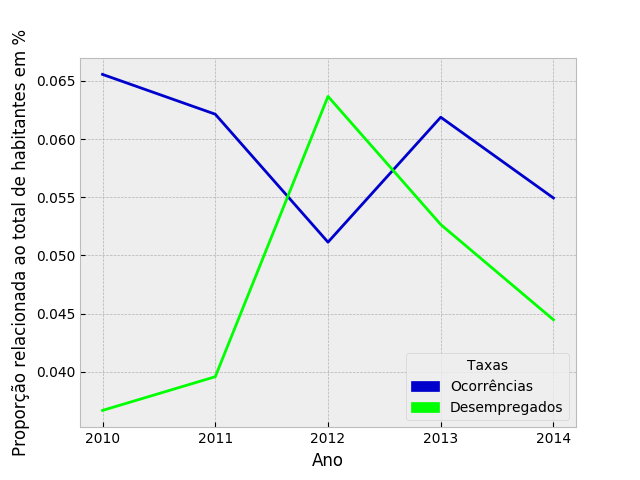 Proporção relacionada ao total de habitantes em %
0.065
0.060
0.055
0.050
0.045
0.040
2010 2011 2012 2013 2014
Ano
Taxas
Ocorrências
Desempregados